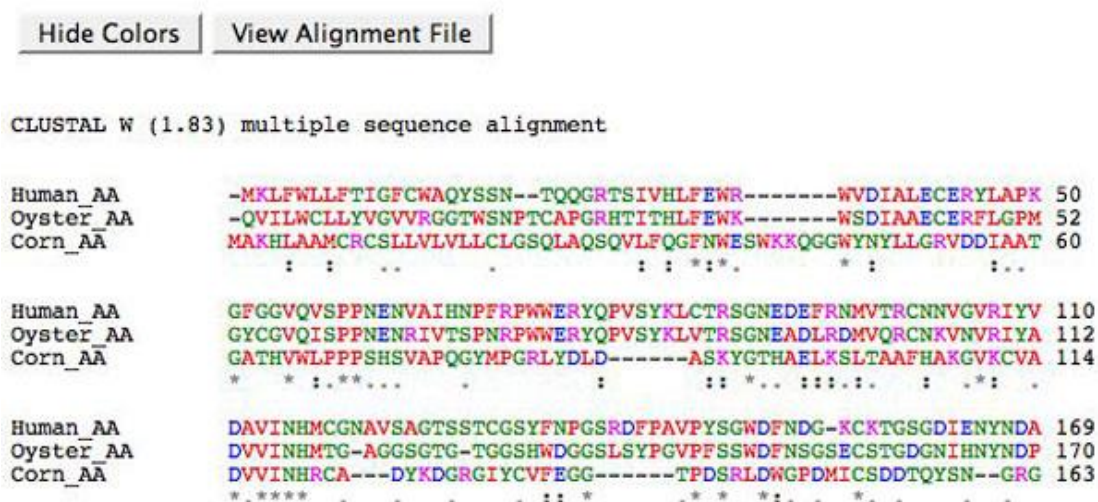 Hide Colors View Alignment File
CLUSTAL W (1.83) multiple sequence alignment
Human_AA -MKLFWLLFTIGFCWAQYSSN--TQQGRTSIVHLFEWR-------WVDIALECERYLAPK 50
Oyster_AA -QVILWCLLYVGVVRGGTWSNPTCAPGRHTITHLFEWK-------WSDIAAECERFLGPM 52
Corn_AA MAKHLAAMCRCSLLVLVLLCLGSQLAQSQVLFQGFNWESWKKQGGWYNYLLGRVDDIAAT 60
: : .. . : : *:*. * : :..
Human_AA GFGGVQVSPPNENVAIHNPFRPWWERYQPVSYKLCTRSGNEDEFRNMVTRCNNVGVRIYV 110
Oyster_AA GYCGVQISPPNENRIVTSPNRPWWERYQPVSYKLVTRSGNEADLRDMVQRCNKVNVRIYV 112
Corn_AA GATHVWLPPPSHSVAPQGYMPGRLYDLD------ASKYGTHAELKSLTAAFHAKGVKCVA 114
* * :.**... . : :: *.. :::.:. : .*: .
Human_AA DAVINHMCGNAVSAGTSSTCGSYFNPGSRDFPAVPYSGWDFNDG-KCKTGSGDIENYNDA 169
Oyster_AA DVVINHMTG-AGGSGTG-TGGSHWDGGSLSYPGVPFSSWDFNSGSECSTGDGNIHNYNDP 170
Corn_AA DVVINHRCA---DYKDGRGIYCVFEGG------TPDSRLDWGPDMICSDDTQYSN--GRG 163
*.**** . . . :: * .* * *:. . *. . . .